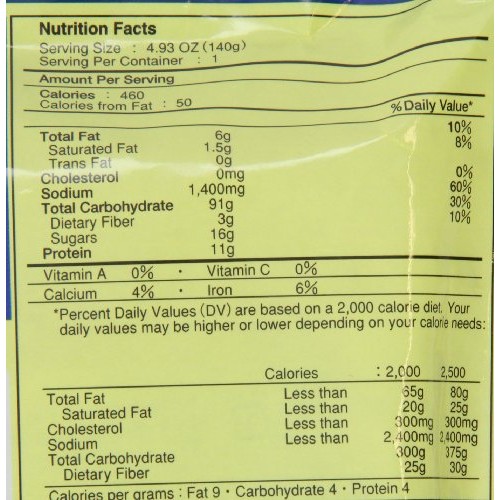 Nutrition Facts
Serving Size : 4.93 OZ (140g)
Serving Per Container : 1
Amount Per Serving
Calories : 460
Calories from Fat : 50
% Daily Value*
Total Fat 6g 10%
Saturated Fat 1.5g 8%
Trans Fat 0g
Cholesterol 0mg 0%
Sodium 1,400mg 60%
Total Carbohydrate 91g 30%
Dietary Fiber 3g 10%
Sugars 16g
Protein 11g
Vitamin A 0% · Vitamin C 0%
Calcium 4% · Iron 6%
*Percent Daily Values (DV) are based on a 2,000 calorie diet. Your
daily values may be higher or lower depending on your calorie needs:
Calories : 2,000 2,500
Total Fat Less than 65g 80g
Saturated Fat Less than 20g 25g
Cholesterol Less than 300mg 300mg
Sodium Less than 2,400mg 2,400mg
Total Carbohydrate 300g 375g
Dietary Fiber 25g 30g
Calories per grams : Fat 9 · Carbohydrate 4 · Protein 4